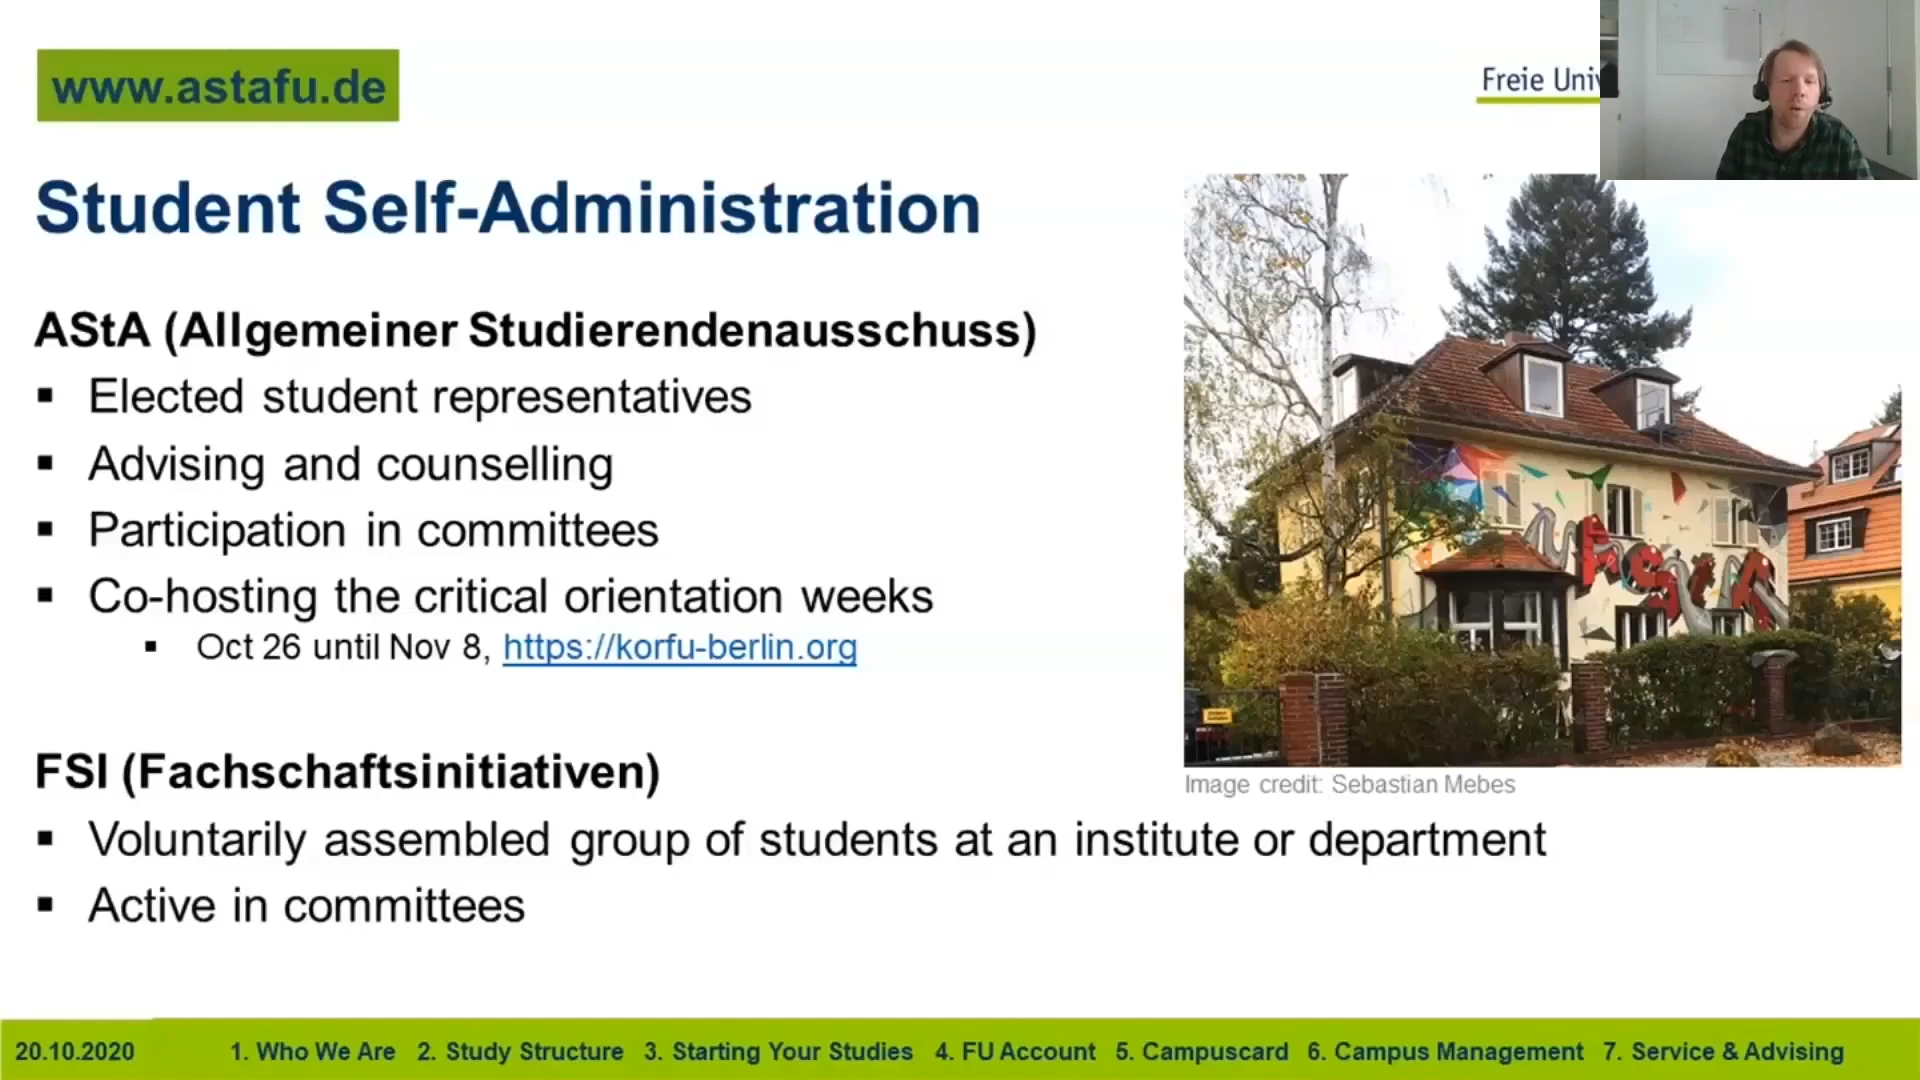 www.astafu.de
Freie Univ
Student Self-Administration
AStA (Allgemeiner Studierendenausschuss)
▪ Elected student representatives
▪ Advising and counselling
▪ Participation in committees
▪ Co-hosting the critical orientation weeks
▪ Oct 26 until Nov 8, https://korfu-berlin.org
FSI (Fachschaftsinitiativen)
Image credit: Sebastian Mebes
▪ Voluntarily assembled group of students at an institute or department
▪ Active in committees
20.10.2020 1. Who We Are 2. Study Structure 3. Starting Your Studies 4. FU Account 5. Campuscard 6. Campus Management 7. Service & Advising